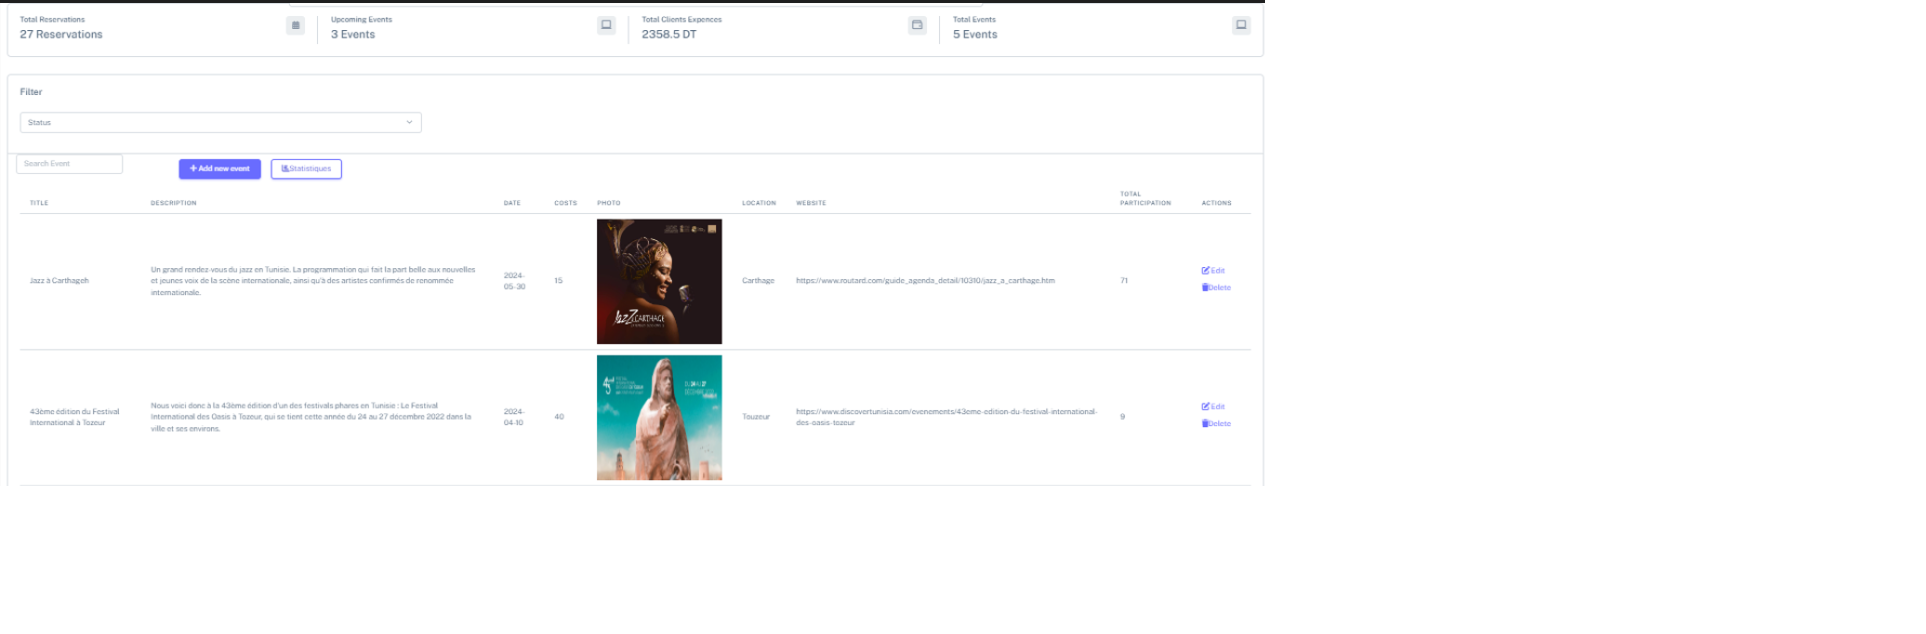 Total Reservations
27 Reservations
Upcoming Events
3 Events
Total Clients Expences
2358.5 DT
Total Events
5 Events
Filter
Status
Search Event
+ Add new event
Statistiques
TITLE
DESCRIPTION
DATE
COSTS
PHOTO
LOCATION
WEBSITE
TOTAL
PARTICIPATION
ACTIONS
Jazz à Carthageh
Un grand rendez-vous du jazz en Tunisie. La programmation qui fait la part belle aux nouvelles
et jeunes voix de la scène internationale, ainsi qu'à des artistes confirmés de renommée
internationale.
2024-
05-30
15
JAZZ CARTHAGE
Carthage
https://www.routard.com/guide_agenda_detail/10310/jazz_a_carthage.htm
71
Edit
Delete
43ème édition du Festival
International à Tozeur
Nous voici donc à la 43ème édition d'un des festivals phares en Tunisie : Le Festival
International des Oasis à Tozeur, qui se tient cette année du 24 au 27 décembre 2022 dans la
ville et ses environs.
2024-
04-10
40
Touzeur
https://www.discovertunisia.com/evenements/43eme-edition-du-festival-international-
des-oasis-tozeur
9
Edit
Delete